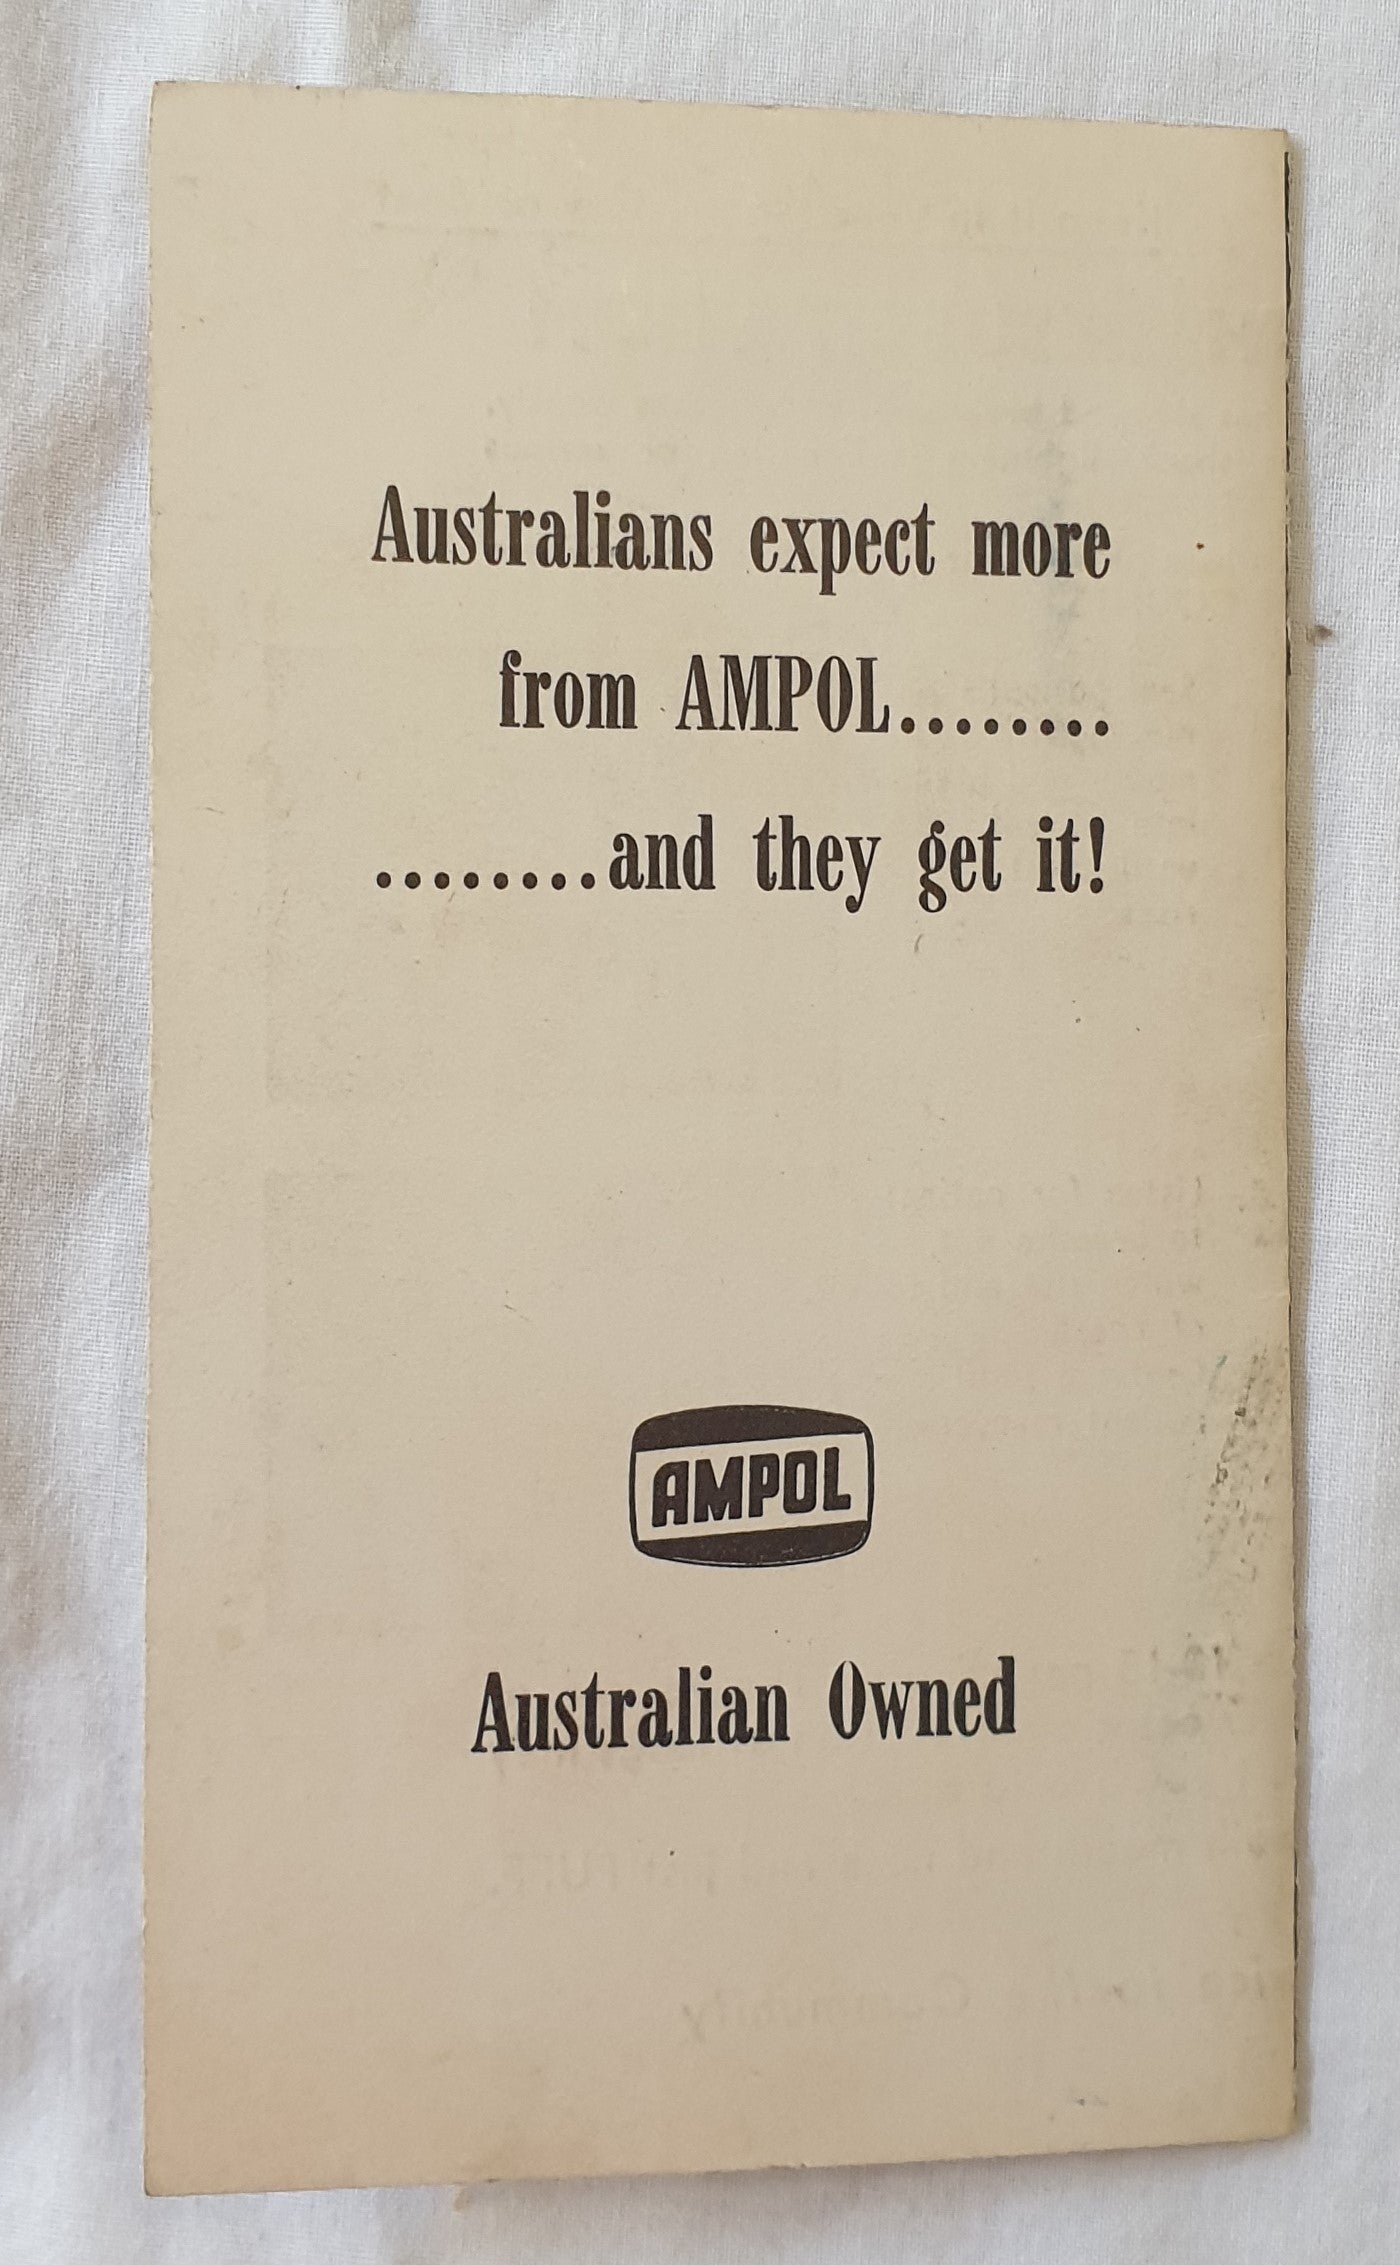 Australians expect more
from AMPOL........
........and they get it!
AMPOL
Australian Owned